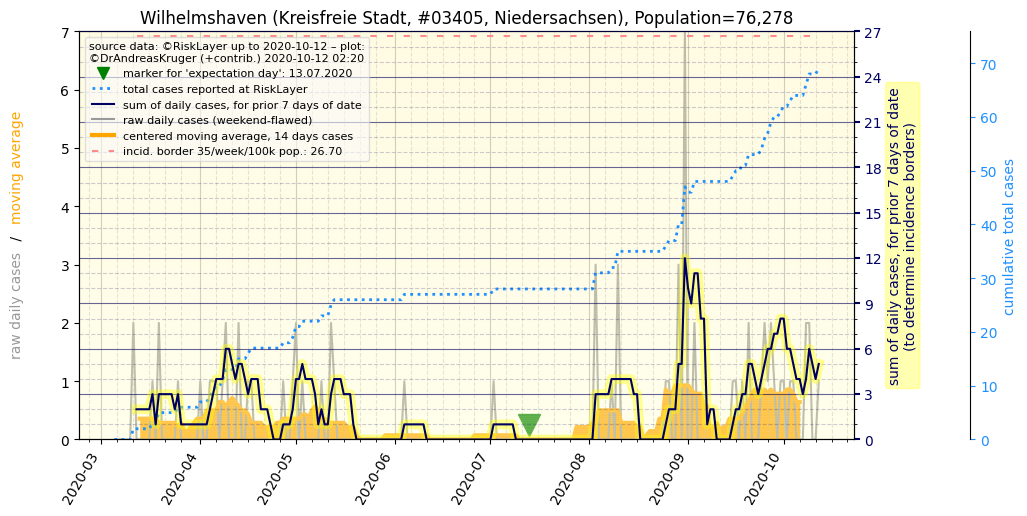 Wilhelmshaven (Kreisfreie Stadt, #03405, Niedersachsen), Population=76,278
source data: ©RiskLayer up to 2020-10-12 – plot:
©DrAndreasKruger (+contrib.) 2020-10-12 02:20
marker for 'expectation day': 13.07.2020
total cases reported at RiskLayer
sum of daily cases, for prior 7 days of date
raw daily cases (weekend-flawed)
centered moving average, 14 days cases
incid. border 35/week/100k pop.: 26.70
raw daily cases / moving average
7
6
5
4
3
2
1
0
2020-03
2020-04
2020-05
2020-06
2020-07
2020-08
2020-09
2020-10
27
24
21
18
15
12
9
6
3
0
sum of daily cases, for prior 7 days of date
(to determine incidence borders)
70
60
50
40
30
20
10
0
cumulative total cases